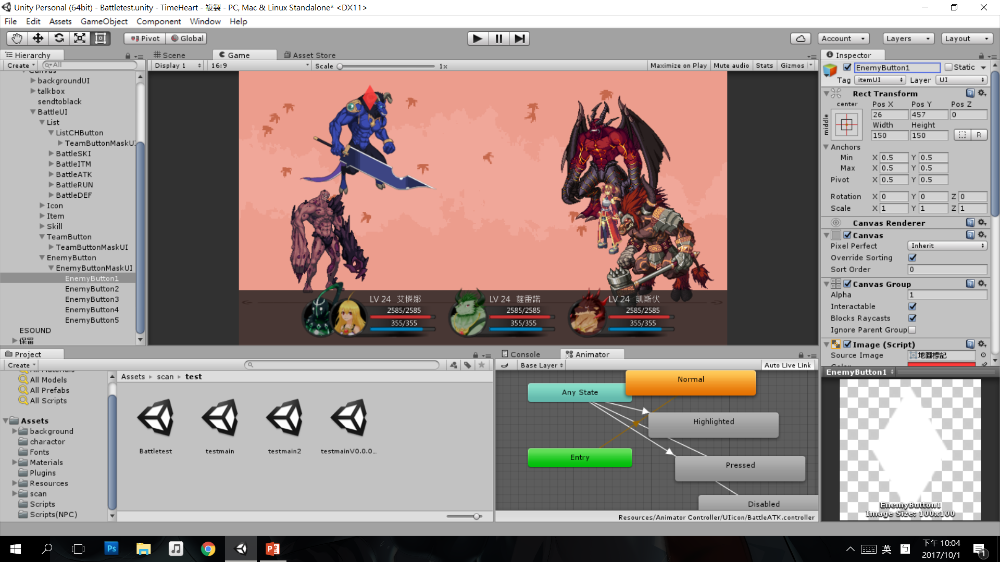 Unity Personal (64bit) - Battletest.unity - TimeHeart - 複製 - PC, Mac & Linux Standalone* <DX11>
File Edit Assets GameObject Component Window Help
Pivot Global Account Layers Layout
Hierarchy
Create All
Canvas
backgroundUI
talkbox
sendtoblack
BattleUI
List
ListCHButton
TeamButtonMaskUI
BattleSKI
BattleITM
BattleATK
BattleRUN
BattleDEF
Icon
Item
Skill
TeamButton
TeamButtonMaskUI
EnemyButton
EnemyButtonMaskUI
EnemyButton1
EnemyButton2
EnemyButton3
EnemyButton4
EnemyButton5
ESOUND
保留
Scene Game Asset Store
Display 1 16:9 Scale 1x Maximize on Play Mute audio Stats Gizmos
LV 24 艾憐娜
2585/2585
355/355
LV 24 薩雷諾
2585/2585
355/355
LV 24 凱斯伏
2585/2585
355/355
Inspector
EnemyButton1 Static
Tag itemUI Layer UI
Rect Transform
center Pos X Pos Y Pos Z
middle
26 457 0
Width Height
150 150 R
Anchors
Min X 0.5 Y 0.5
Max X 0.5 Y 0.5
Pivot X 0.5 Y 0.5
Rotation X 0 Y 0 Z 0
Scale X 1 Y 1 Z 1
Canvas Renderer
Canvas
Pixel Perfect Inherit
Override Sorting
Sort Order 0
Canvas Group
Alpha 1
Interactable
Blocks Raycasts
Ignore Parent Group
Image (Script)
Source Image 地圖標記
Color
EnemyButton1
EnemyButton1
Image Size: 100x100
Project
Create
All Materials
All Models
All Prefabs
All Scripts
Assets
background
charactor
Fonts
Materials
Plugins
Resources
scan
Scripts
Scripts(NPC)
Assets scan test
Battletest testmain testmain2 testmainV0.0.0...
Console Animator
Base Layer Auto Live Link
Normal
Any State
Highlighted
Entry
Pressed
Disabled
Resources/Animator Controller/UIicon/BattleATK.controller
Ps
英
ㄅ
下午 10:04
2017/10/1
1